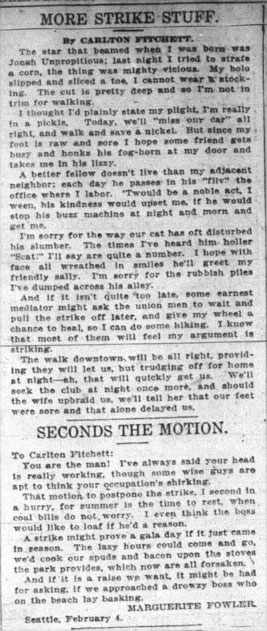 MORE STRIKE STUFF.
By CARLTON FITCHETT.
The star that beamed when I was born was
Jonah Unpropitious; last night I tried to strafe
a corn, the thing was mighty vicious. My holo
slipped and sliced a toe, I cannot wear a stock-
ing. The cut is pretty deep and so I'm not in
trim for walking.
I thought I'd plainly state my plight, I'm really
in a pickle. Today, we'll "miss our car" all
right, and walk and save a nickel. But since my
foot is raw and sore I hope some friend gets
busy and honks his fog-horn at my door and
takes me in his lizzy.
A better fellow doesn't live than my adjacent
neighbor; each day he passes in his "fliv" the
office where I labor. 'Twould be a noble act, I
ween, his kindness would upset me, if he would
stop his buzz machine at night and morn and
get me.
I'm sorry for the way our cat has oft disturbed
his slumber. The times I've heard him holler
"Scat!" I'll say are quite a number. I hope with
face all wreathed in smiles he'll greet my
friendly sally. I'm sorry for the rubbish piles
I've dumped across his alley.
And if it isn't quite too late, some earnest
mediator might ask the union men to wait and
pull the strike off later, and give my wheel a
chance to heal, so I can do some hiking. I know
that most of them will feel my argument is
striking.
The walk downtown will be all right, provid-
ing they will let us, but trudging off for home
at night—ah, that will quickly get us. We'll
seek the club at night once more, and should
the wife upbraid us, we'll tell her that our feet
were sore and that alone delayed us.
SECONDS THE MOTION.
To Carlton Fitchett:
You are the man! I've always said your head
is really working, though some wise guys are
apt to think your occupation's shirking.
That motion to postpone the strike, I second in
a hurry, for summer is the time to rest, when
coal bills do not worry. I even think the boss
would like to loaf if he'd a reason.
A strike might prove a gala day if it just came
in season. The lazy hours could come and go,
we'd cook our spuds and bacon upon the stoves
the park provides, which now are all forsaken.
And if it is a raise we want, it might be had
for asking, if we approached a drowzy boss who
on the beach lay basking.
MARGUERITE FOWLER.
Seattle, February 4.